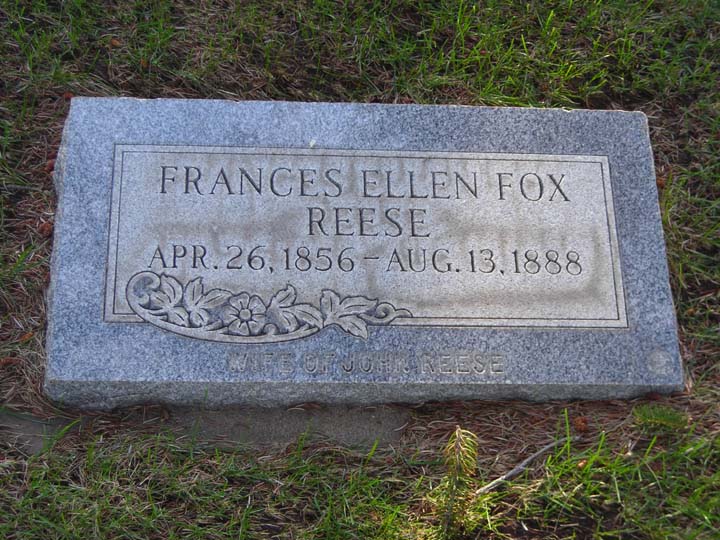 FRANCES ELLEN FOX
REESE
APR. 26, 1856 – AUG. 13, 1888
WIFE OF JOHN REESE